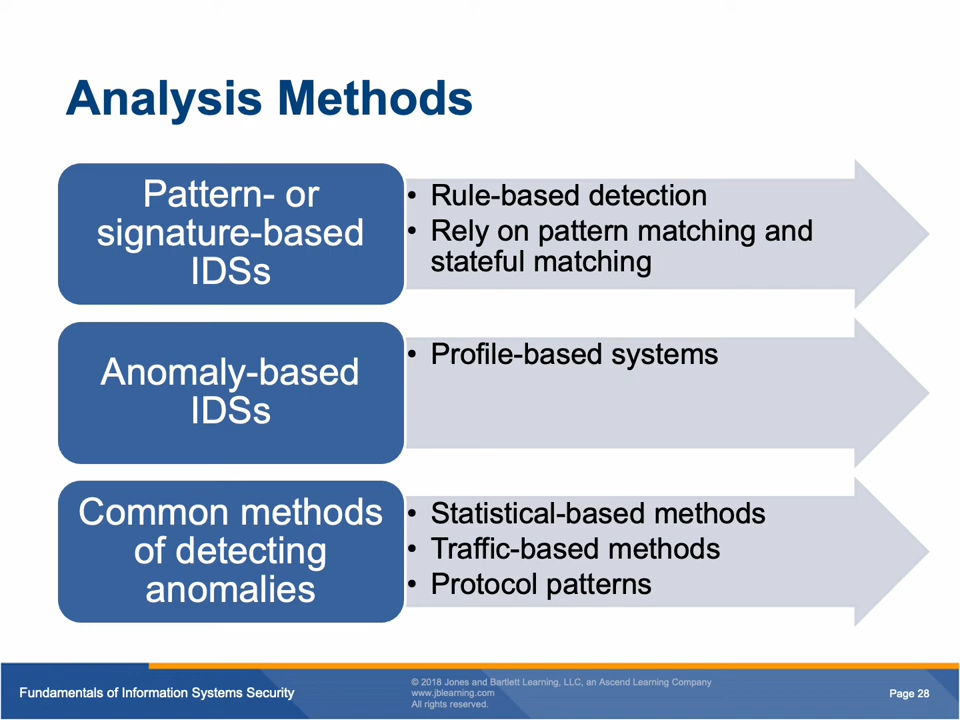 Analysis Methods
Pattern- or
signature-based
IDSs
• Rule-based detection
• Rely on pattern matching and
stateful matching
Anomaly-based
IDSs
• Profile-based systems
Common methods
of detecting
anomalies
• Statistical-based methods
• Traffic-based methods
• Protocol patterns
Fundamentals of Information Systems Security
© 2018 Jones and Bartlett Learning, LLC, an Ascend Learning Company
www.jblearning.com
All rights reserved.
Page 28